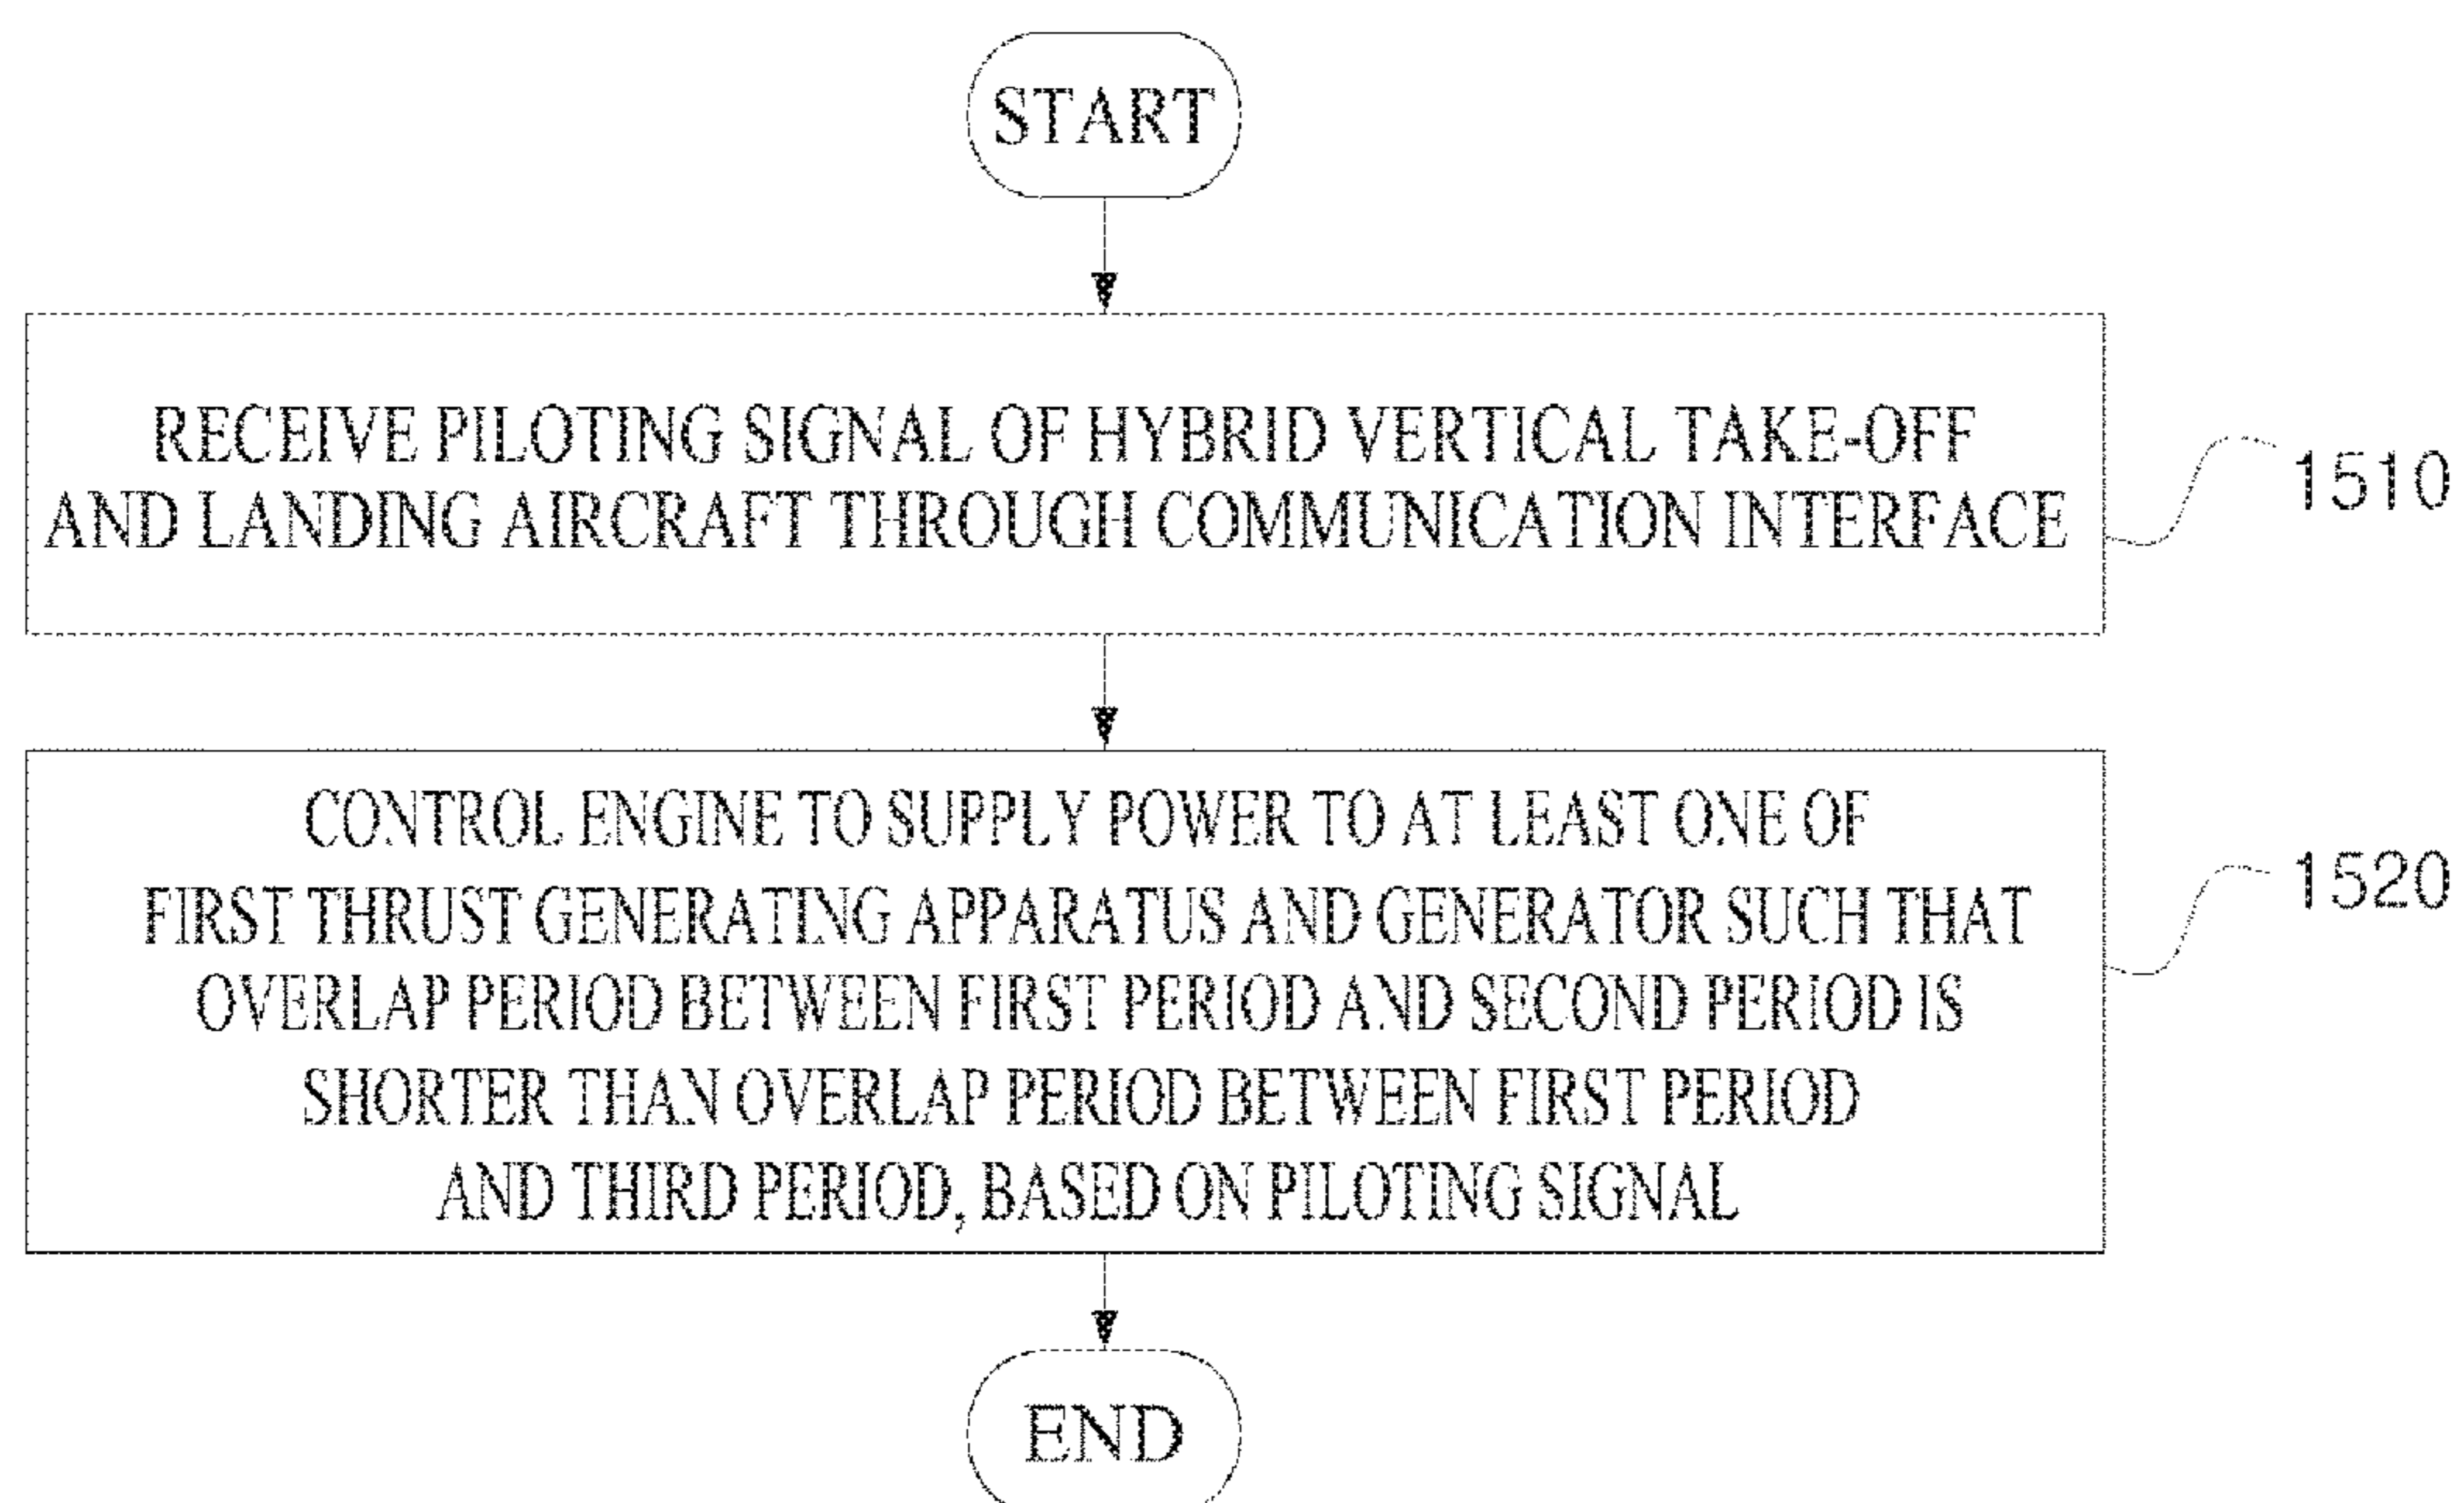 START
RECEIVE PILOTING SIGNAL OF HYBRID VERTICAL TAKE-OFF
AND LANDING AIRCRAFT THROUGH COMMUNICATION INTERFACE
1510
CONTROL ENGINE TO SUPPLY POWER TO AT LEAST ONE OF
FIRST THRUST GENERATING APPARATUS AND GENERATOR SUCH THAT
OVERLAP PERIOD BETWEEN FIRST PERIOD AND SECOND PERIOD IS
SHORTER THAN OVERLAP PERIOD BETWEEN FIRST PERIOD
AND THIRD PERIOD, BASED ON PILOTING SIGNAL
1520
END